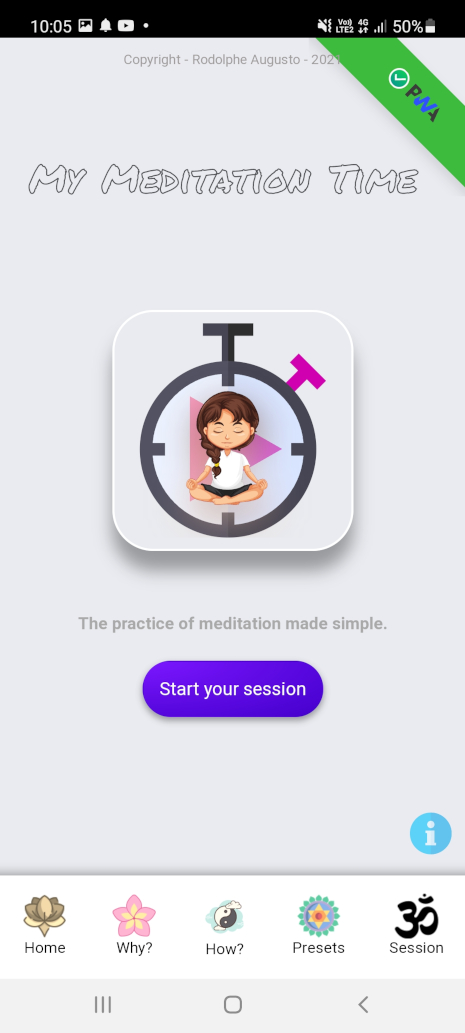 10:05
Vo)) 4G
LTE2
50%
Copyright - Rodolphe Augusto - 2021
PWA
My Meditation Time
The practice of meditation made simple.
Start your session
i
Home Why? How? Presets Session